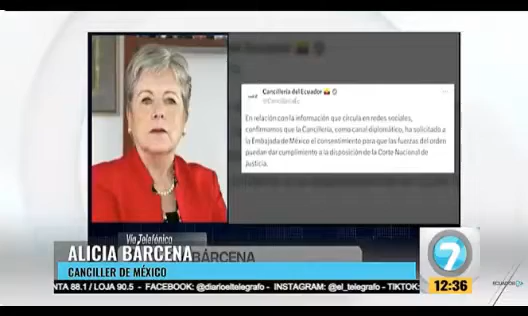 Cancillería del Ecuador
En relación con la información que circula en redes sociales,
confirmamos que la Cancillería, como canal diplomático, ha solicitado a
la Embajada de México el consentimiento para que las fuerzas del orden
puedan dar cumplimiento a la disposición de la Corte Nacional de
Justicia.
Vía Telefónica
BÁRCENA
ALICIA BÁRCENA
CANCILLER DE MÉXICO
7
12:36
NTA 88.1 / LOJA 90.5 - FACEBOOK: @diarioeltelegrafo - INSTAGRAM: @el_telegrafo - TIKTOK:
ECUADOR